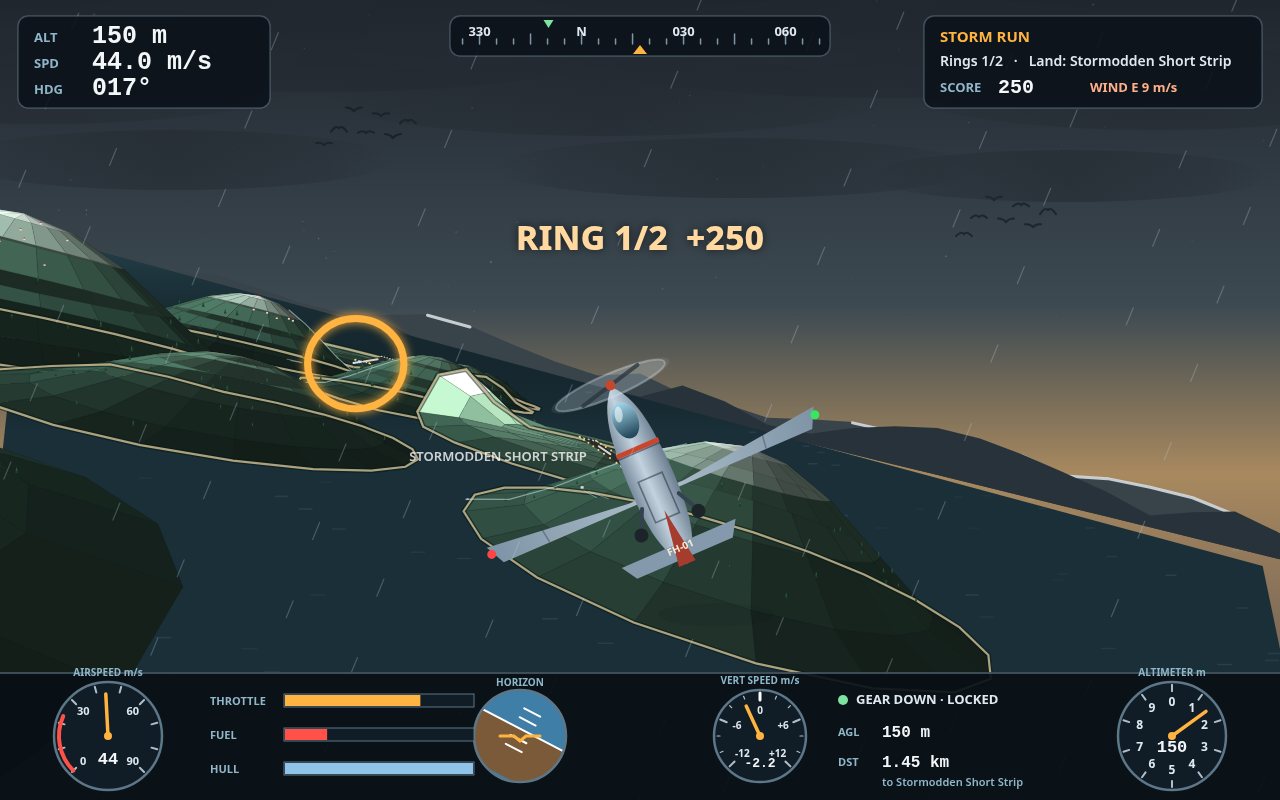 ALT 150 m
SPD 44.0 m/s
HDG 017°
330 N 030 060
STORM RUN
Rings 1/2 · Land: Stormodden Short Strip
SCORE 250 WIND E 9 m/s
RING 1/2 +250
STORMODDEN SHORT STRIP
FH-01
AIRSPEED m/s
30 60
0 90
44
THROTTLE
FUEL
HULL
HORIZON
VERT SPEED m/s
0
-6 +6
-12 +12
-2.2
GEAR DOWN · LOCKED
AGL 150 m
DST 1.45 km
to Stormodden Short Strip
ALTIMETER m
0
9 1
8 2
7 3
6 4
5
150